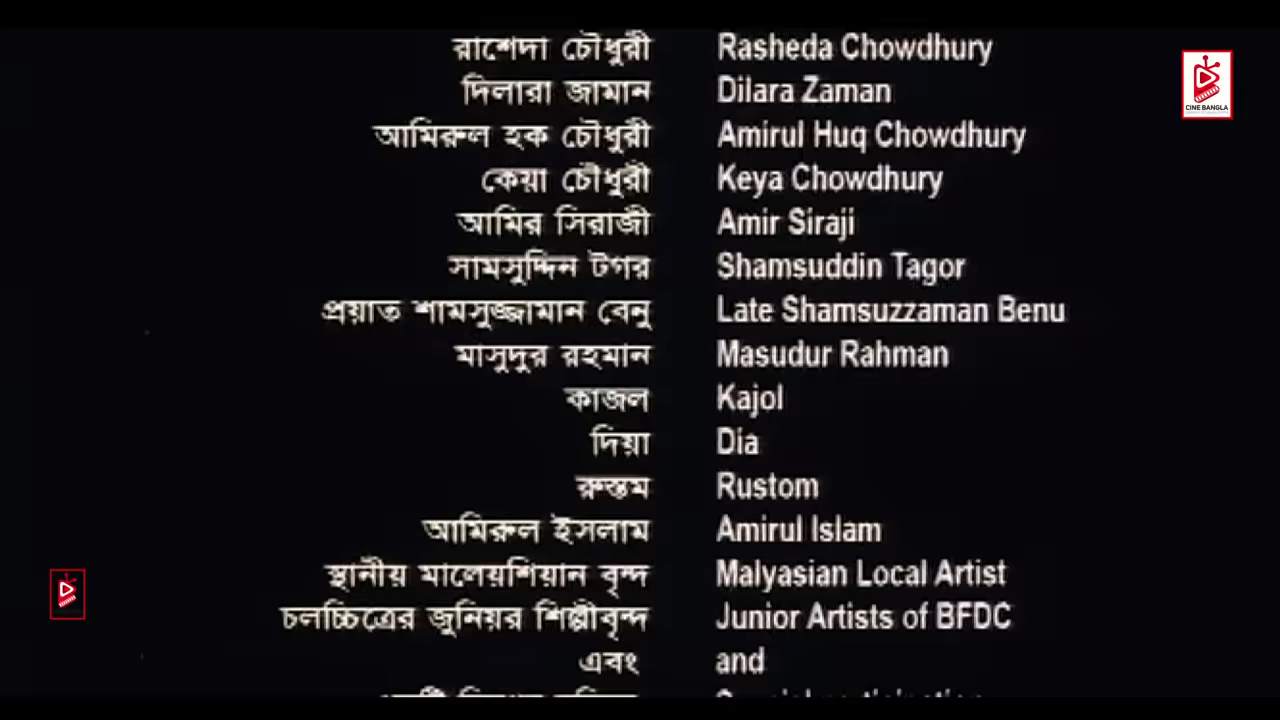 রাশেদা চৌধুরী Rasheda Chowdhury
দিলারা জামান Dilara Zaman
আমিরুল হক চৌধুরী Amirul Huq Chowdhury
কেয়া চৌধুরী Keya Chowdhury
আমির সিরাজী Amir Siraji
সামসুদ্দিন টগর Shamsuddin Tagor
প্রয়াত শামসুজ্জামান বেনু Late Shamsuzzaman Benu
মাসুদুর রহমান Masudur Rahman
কাজল Kajol
দিয়া Dia
রুস্তম Rustom
আমিরুল ইসলাম Amirul Islam
স্থানীয় মালেয়শিয়ান বৃন্দ Malyasian Local Artist
চলচ্চিত্রের জুনিয়র শিল্পীবৃন্দ Junior Artists of BFDC
এবং and
CINE BANGLA